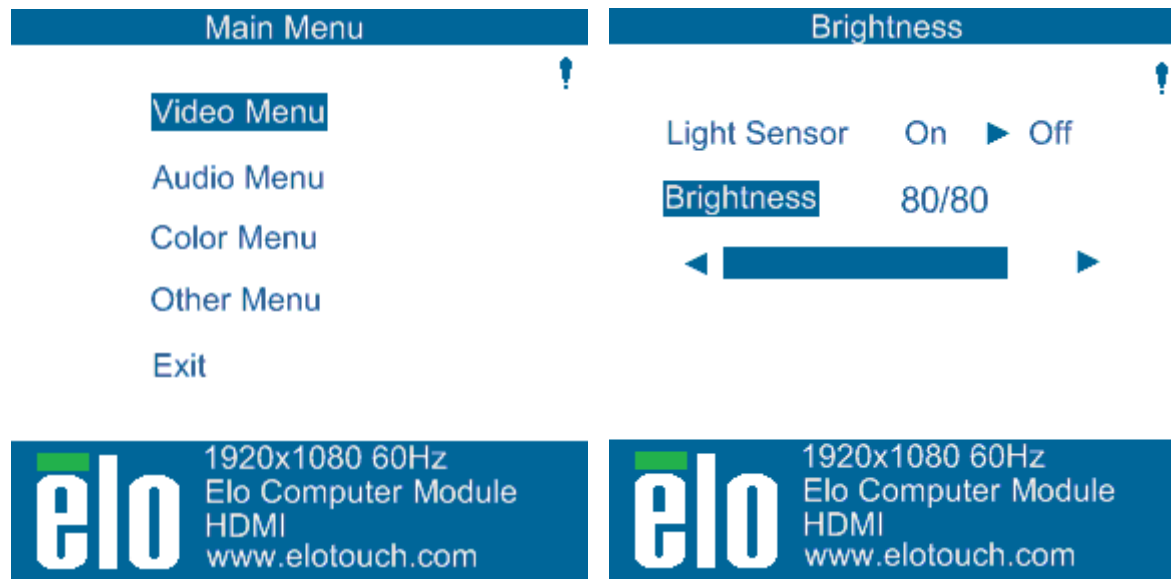 Main Menu
Video Menu
Audio Menu
Color Menu
Other Menu
Exit
elo
1920x1080 60Hz
Elo Computer Module
HDMI
www.elotouch.com
Brightness
Light Sensor On ► Off
Brightness 80/80
elo
1920x1080 60Hz
Elo Computer Module
HDMI
www.elotouch.com